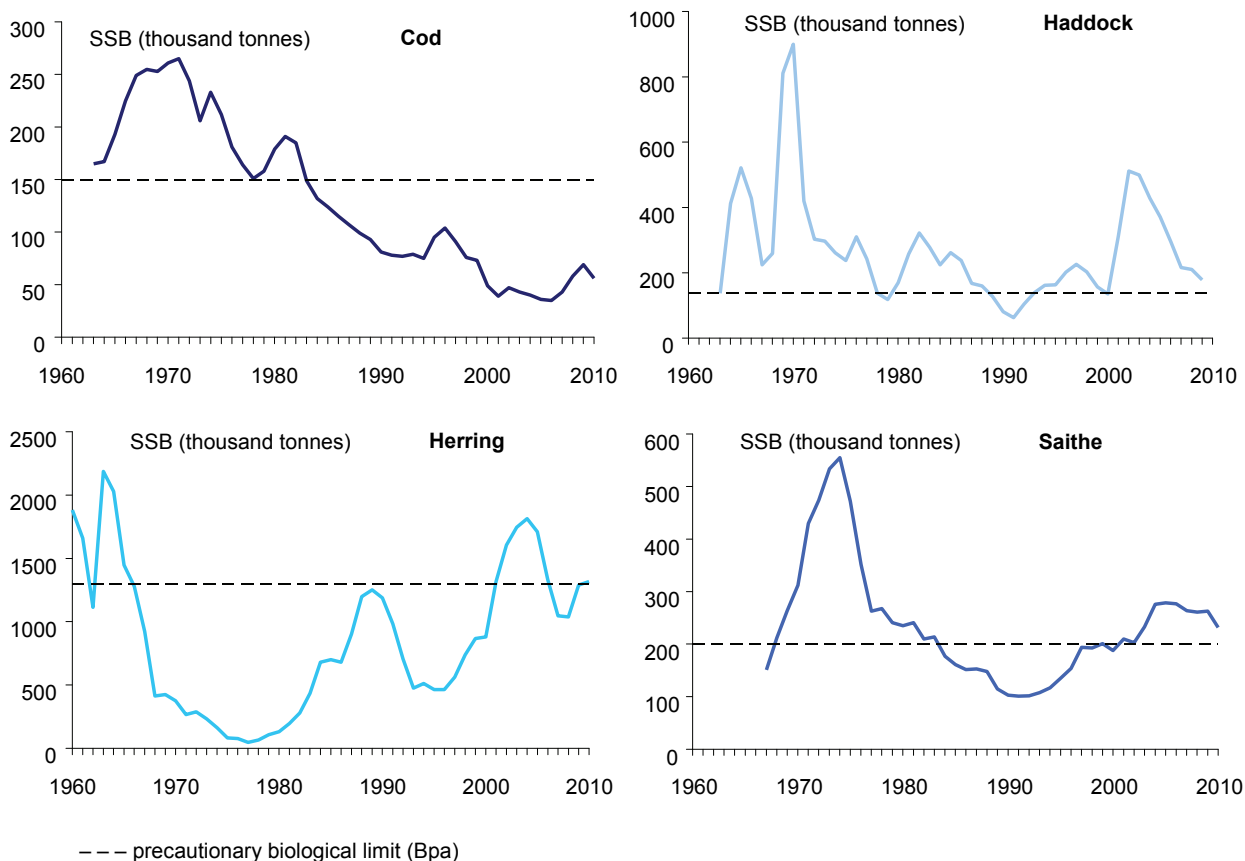 SSB (thousand tonnes) Cod
300
250
200
150
100
50
0
1960 1970 1980 1990 2000 2010
SSB (thousand tonnes) Haddock
1000
800
600
400
200
0
1960 1970 1980 1990 2000 2010
SSB (thousand tonnes) Herring
2500
2000
1500
1000
500
0
1960 1970 1980 1990 2000 2010
SSB (thousand tonnes) Saithe
600
500
400
300
200
100
0
1960 1970 1980 1990 2000 2010
precautionary biological limit (Bpa)